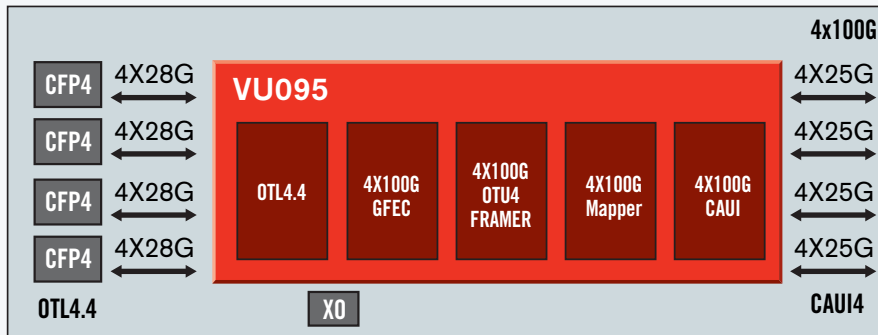 4x100G
CFP4 4X28G
VU095
4X25G
CFP4 4X28G
4X25G
OTL4.4
4X100G
GFEC
4X100G
OTU4
FRAMER
4X100G
Mapper
4X100G
CAUI
CFP4 4X28G
4X25G
CFP4 4X28G
4X25G
OTL4.4
XO
CAUI4